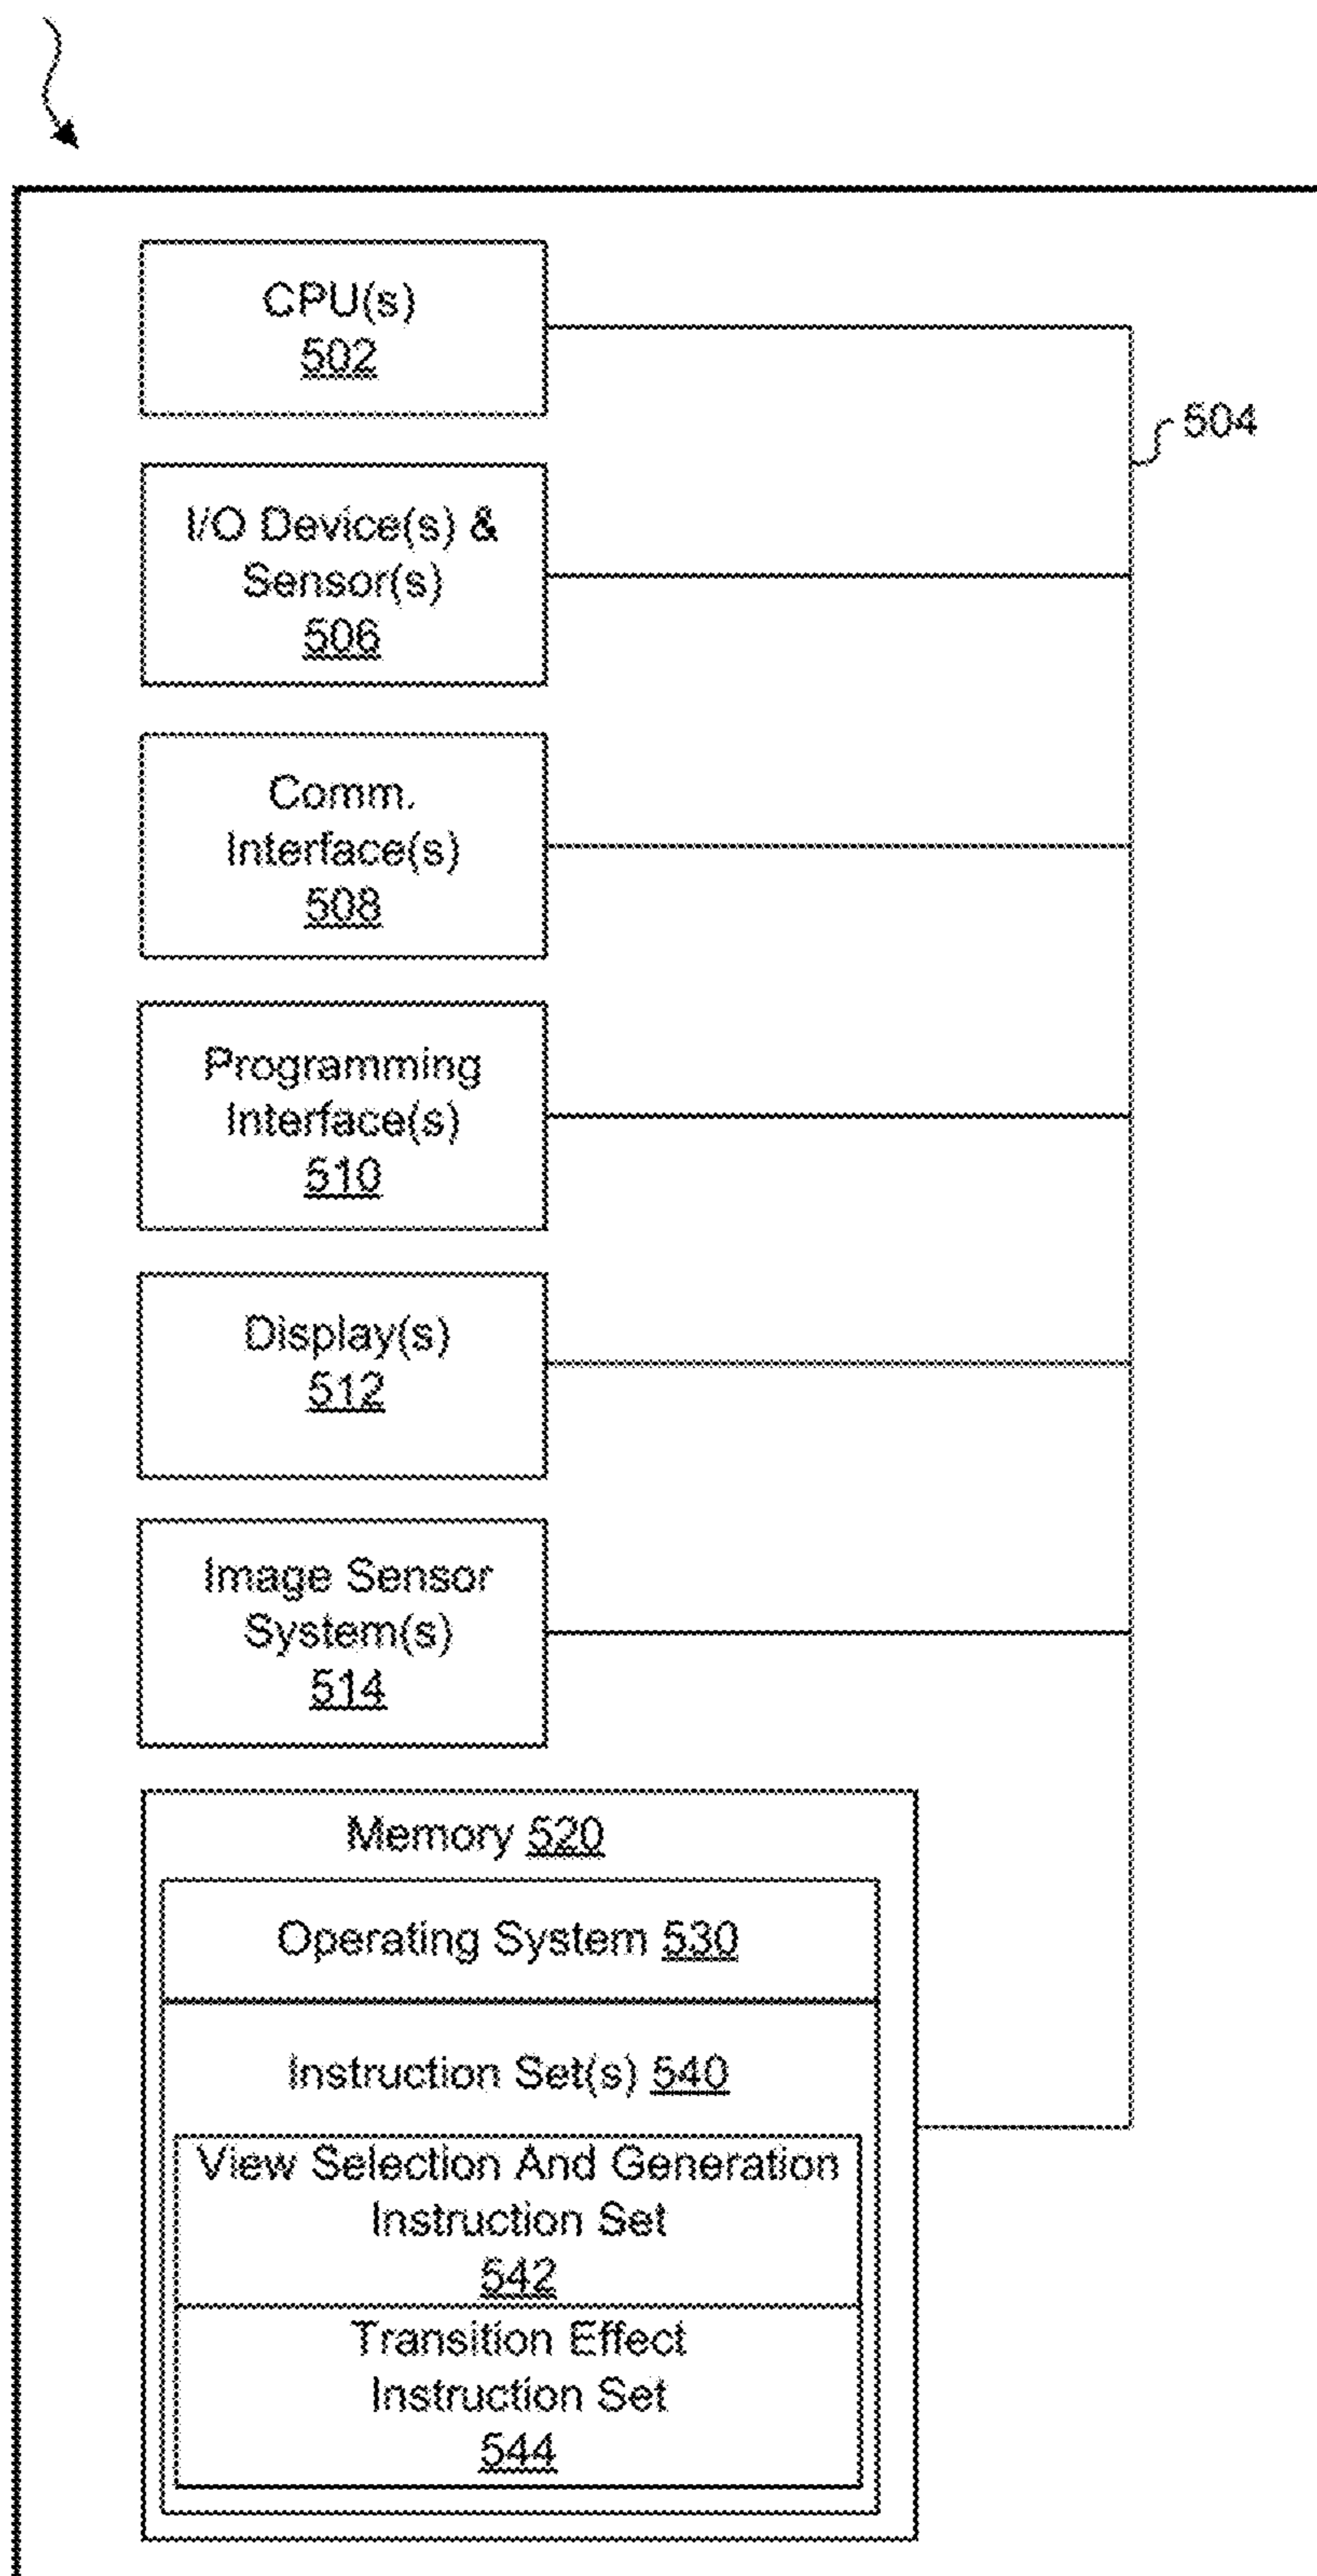 CPU(s)
502
504
I/O Device(s) &
Sensor(s)
506
Comm.
Interface(s)
508
Programming
Interface(s)
510
Display(s)
512
Image Sensor
System(s)
514
Memory 520
Operating System 530
Instruction Set(s) 540
View Selection And Generation
Instruction Set
542
Transition Effect
Instruction Set
544